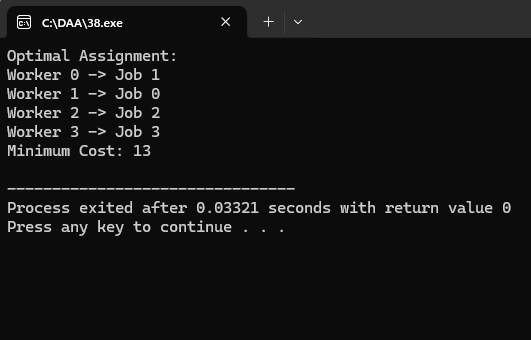 C:\DAA\38.exe
Optimal Assignment:
Worker 0 -> Job 1
Worker 1 -> Job 0
Worker 2 -> Job 2
Worker 3 -> Job 3
Minimum Cost: 13
--------------------------------
Process exited after 0.03321 seconds with return value 0
Press any key to continue . . .